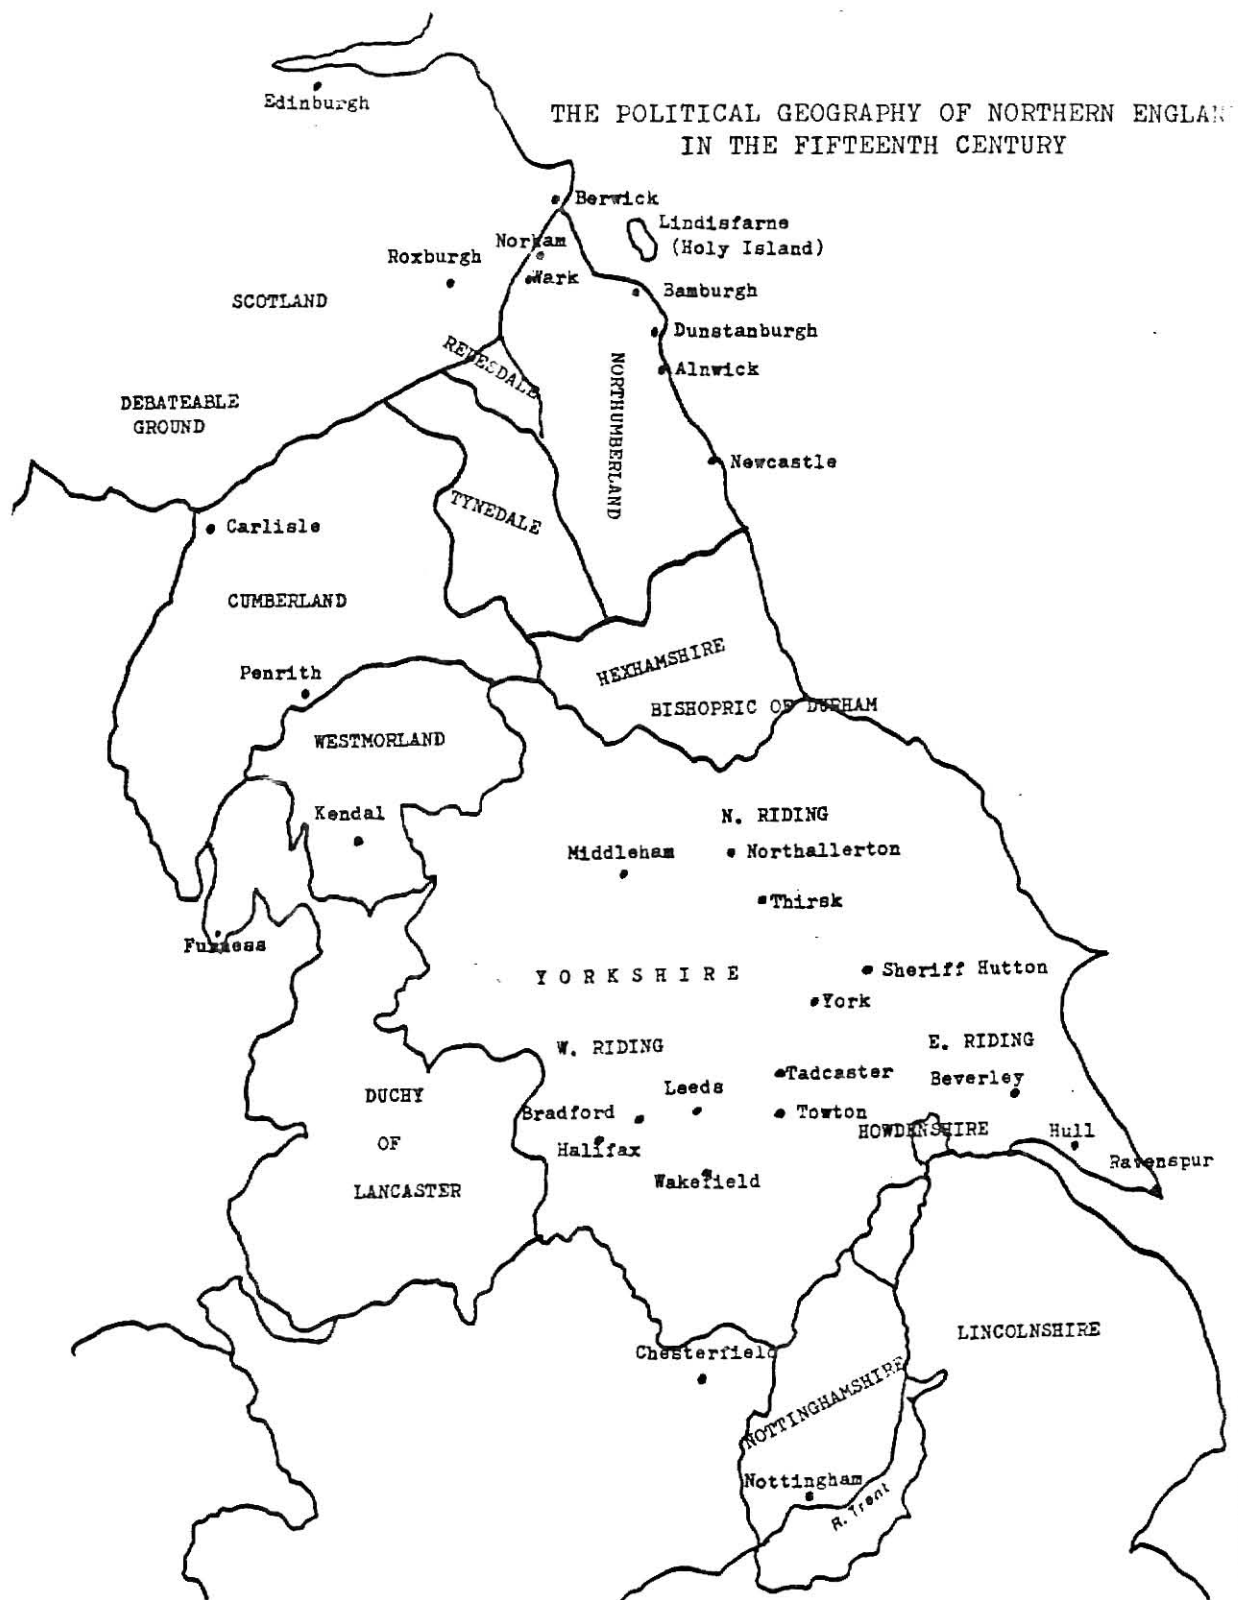 THE POLITICAL GEOGRAPHY OF NORTHERN ENGLAN
IN THE FIFTEENTH CENTURY
Edinburgh
Berwick
Lindisfarne
(Holy Island)
Norham
Roxburgh
Wark
Bamburgh
SCOTLAND
Dunstanburgh
REDESDALE
Alnwick
NORTHUMBERLAND
DEBATEABLE
GROUND
Newcastle
TYNEDALE
Carlisle
CUMBERLAND
HEXHAMSHIRE
Penrith
BISHOPRIC OF DURHAM
WESTMORLAND
Kendal
N. RIDING
Middleham
Northallerton
Thirsk
Furness
YORKSHIRE
Sheriff Hutton
York
W. RIDING
E. RIDING
Tadcaster
Beverley
Leeds
DUCHY
OF
LANCASTER
Bradford
Towton
HOWDENSHIRE
Hull
Halifax
Ravenspur
Wakefield
LINCOLNSHIRE
Chesterfield
NOTTINGHAMSHIRE
Nottingham
R. Trent